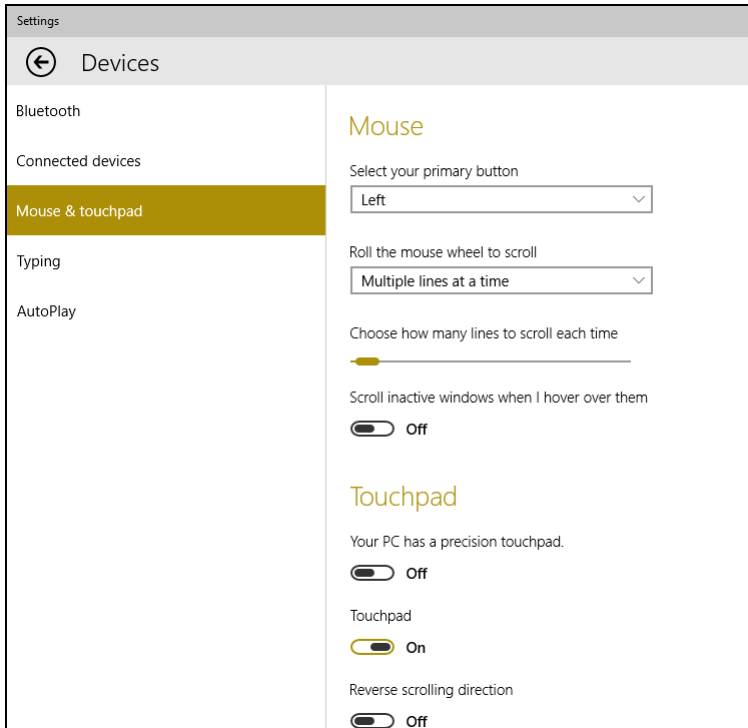 Settings
Devices
Bluetooth
Connected devices
Mouse & touchpad
Typing
AutoPlay
Mouse
Select your primary button
Left
Roll the mouse wheel to scroll
Multiple lines at a time
Choose how many lines to scroll each time
Scroll inactive windows when I hover over them
Off
Touchpad
Your PC has a precision touchpad.
Off
Touchpad
On
Reverse scrolling direction
Off